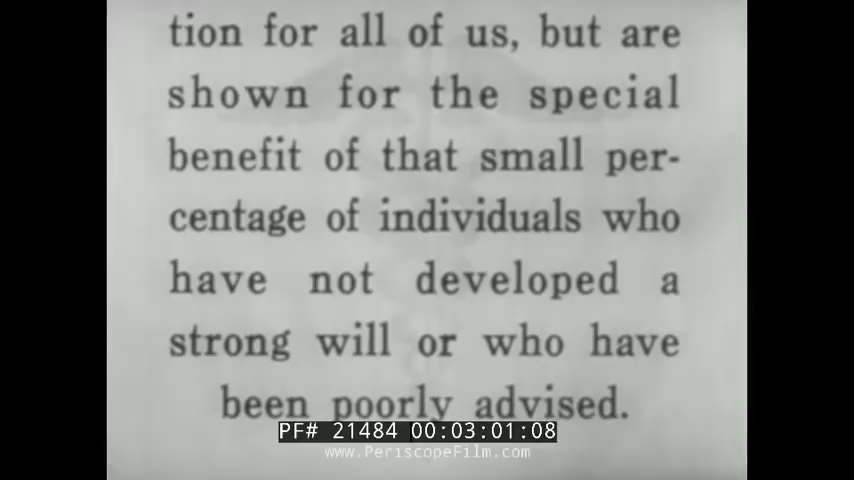 tion for all of us, but are
shown for the special
benefit of that small per-
centage of individuals who
have not developed a
strong will or who have
been poorly advised.
PF# 21484 00:03:01:08
www.PeriscopeFilm.com